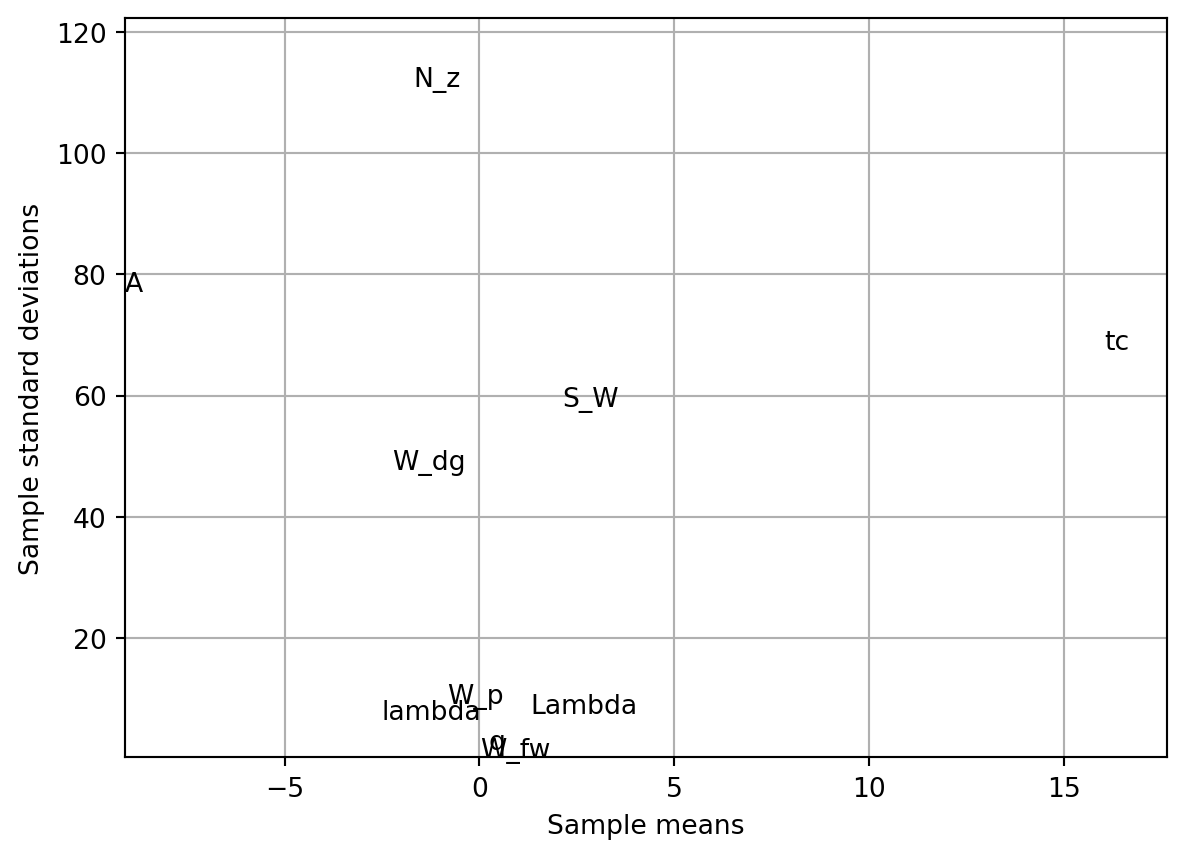 120
N_z
100
80
A
tc
60
S_W
W_dg
40
20
W_p
Lambda
lambda
q
W_fw
−5
0
5
10
15
Sample means
Sample standard deviations